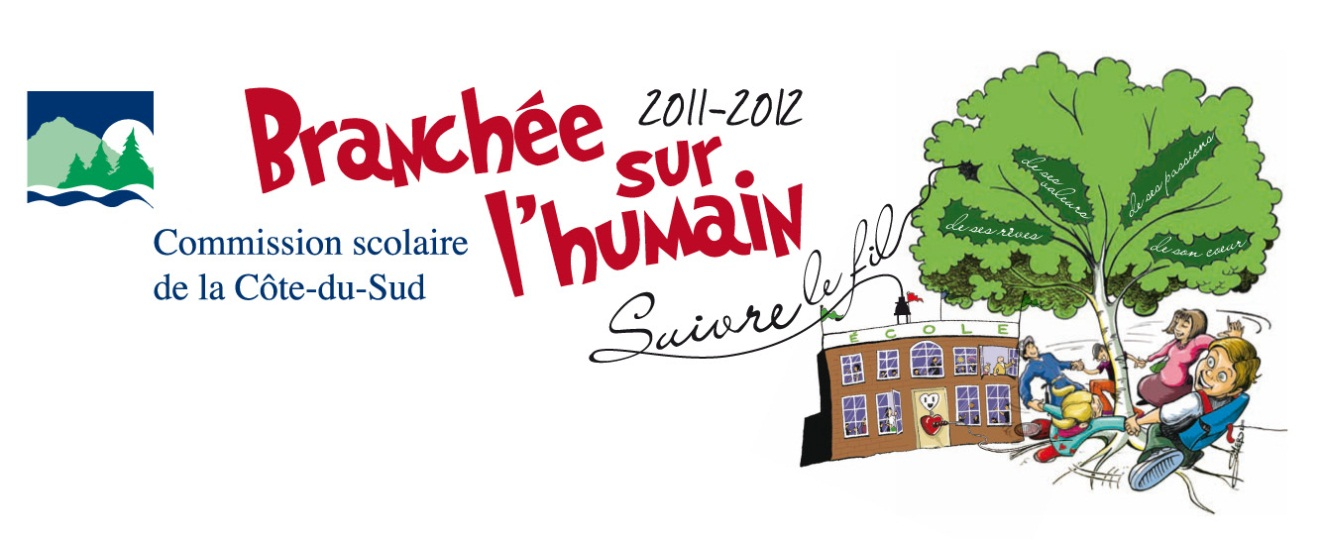 Commission scolaire
de la Côte-du-Sud
Branchée
sur
l'humain
2011-2012
Suivre le fil
de ses rêves
de ses valeurs
de ses passions
de son coeur
ÉCOLE